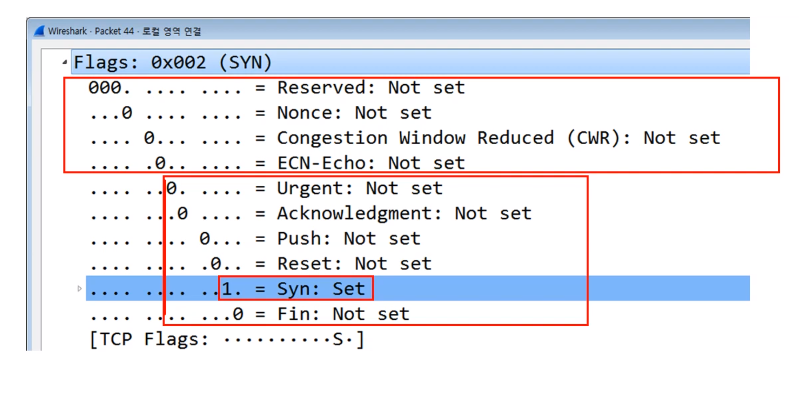 Wireshark · Packet 44 · 로컬 영역 연결
Flags: 0x002 (SYN)
000. .... .... = Reserved: Not set
...0 .... .... = Nonce: Not set
.... 0... .... = Congestion Window Reduced (CWR): Not set
.... .0.. .... = ECN-Echo: Not set
.... ..0. .... = Urgent: Not set
.... ...0 .... = Acknowledgment: Not set
.... .... 0... = Push: Not set
.... .... .0.. = Reset: Not set
.... .... ..1. = Syn: Set
.... .... ...0 = Fin: Not set
[TCP Flags: ··········S·]